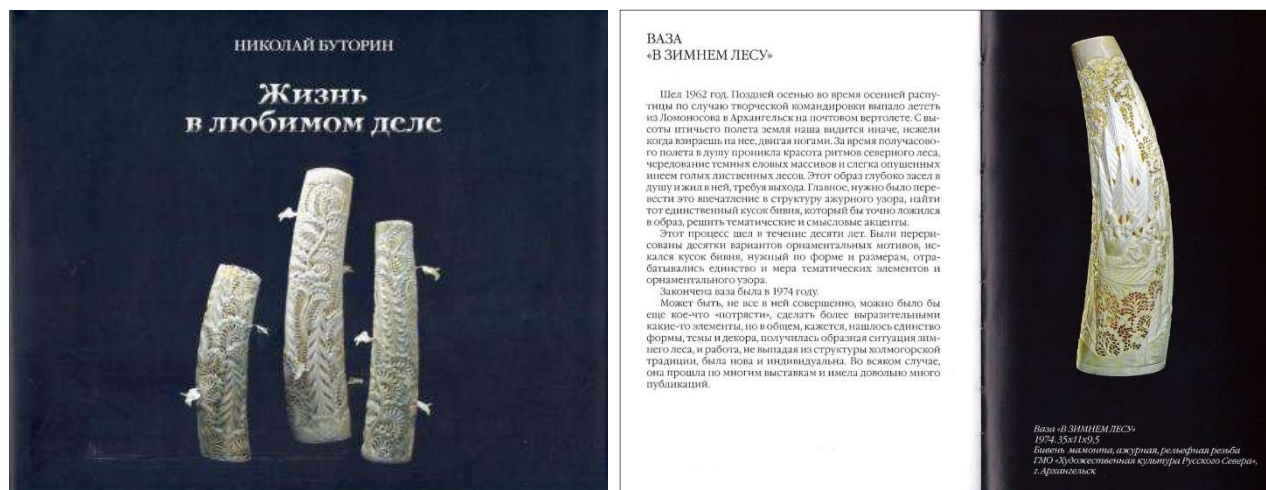 НИКОЛАЙ БУТОРИН
Жизнь
в любимом деле
ВАЗА
«В ЗИМНЕМ ЛЕСУ»
Шел 1962 год. Поздней осенью во время осенней распу-
тицы по случаю творческой командировки выпало лететь
из Ломоносова в Архангельск на почтовом вертолете. С вы-
соты птичьего полета земля наша видится иначе, нежели
когда взираешь на нее, двигая ногами. За время получасово-
го полета в душу проникла красота ритмов северного леса,
чередование темных еловых массивов и слегка опушенных
инеем голых лиственных лесов. Этот образ глубоко засел в
душу и жил в ней, требуя выхода. Главное, нужно было пере-
вести это впечатление в структуру ажурного узора, найти
тот единственный кусок бивня, который бы точно ложился
в образ, решить тематические и смысловые акценты.
Этот процесс шел в течение десяти лет. Были перери-
сованы десятки вариантов орнаментальных мотивов, ис-
кался кусок бивня, нужный по форме и размерам, отра-
батывались единство и мера тематических элементов и
орнаментального узора.
Закончена ваза была в 1974 году.
Может быть, не все в ней совершенно, можно было бы
еще кое-что «потрясти», сделать более выразительными
какие-то элементы, но в общем, кажется, нашлось единство
формы, темы и декора, получилась образная ситуация зим-
него леса, и работа, не выпадая из структуры холмогорской
традиции, была нова и индивидуальна. Во всяком случае,
она прошла по многим выставкам и имела довольно много
публикаций.
Ваза «В ЗИМНЕМ ЛЕСУ»
1974. 35х11х9,5
Бивень мамонта, ажурная, рельефная резьба
ГМО «Художественная культура Русского Севера»,
г. Архангельск